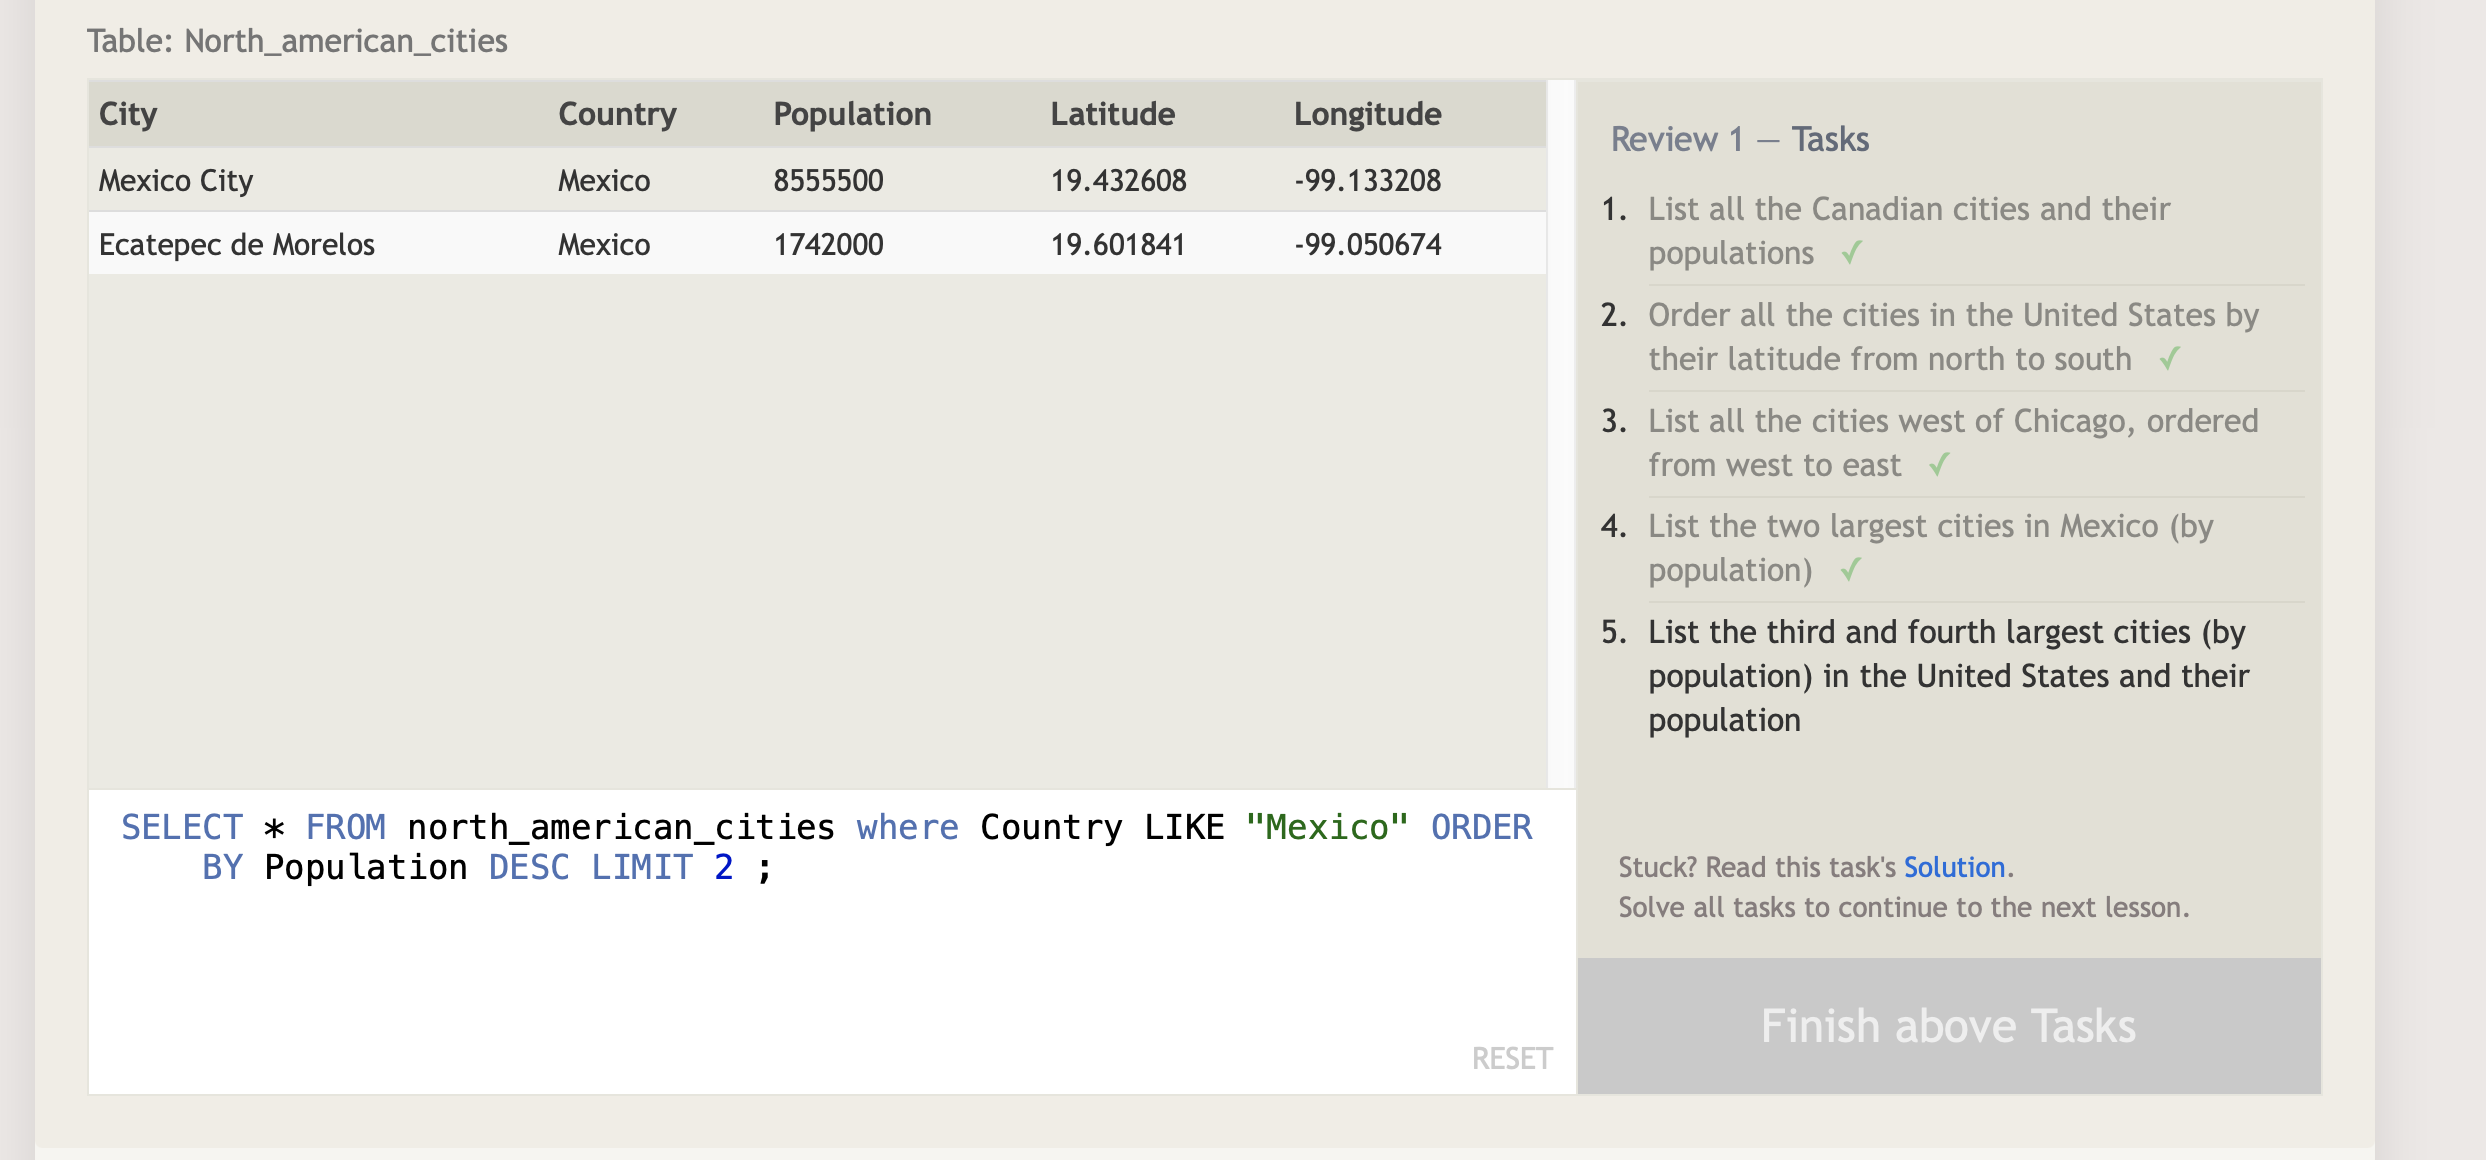 Table: North_american_cities
City Country Population Latitude Longitude
Mexico City Mexico 8555500 19.432608 -99.133208
Ecatepec de Morelos Mexico 1742000 19.601841 -99.050674
SELECT * FROM north_american_cities where Country LIKE "Mexico" ORDER
BY Population DESC LIMIT 2 ;
RESET
Review 1 — Tasks
1. List all the Canadian cities and their
populations ✓
2. Order all the cities in the United States by
their latitude from north to south ✓
3. List all the cities west of Chicago, ordered
from west to east ✓
4. List the two largest cities in Mexico (by
population) ✓
5. List the third and fourth largest cities (by
population) in the United States and their
population
Stuck? Read this task's Solution.
Solve all tasks to continue to the next lesson.
Finish above Tasks